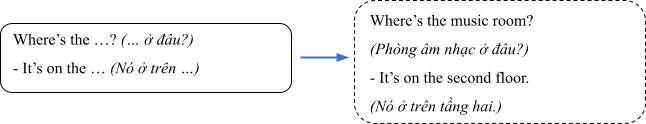 Where's the …? (… ở đâu?)
- It's on the … (Nó ở trên …)
Where's the music room?
(Phòng âm nhạc ở đâu?)
- It's on the second floor.
(Nó ở trên tầng hai.)